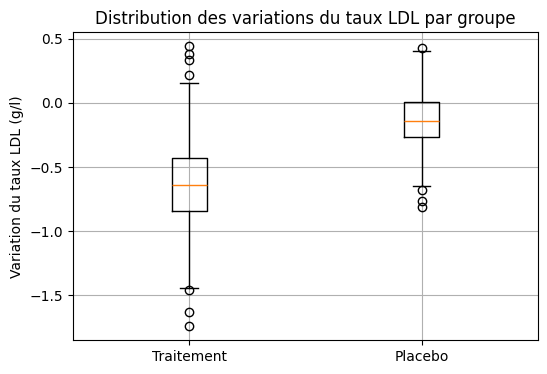 Distribution des variations du taux LDL par groupe
Variation du taux LDL (g/l)
0.5
0.0
−0.5
−1.0
−1.5
Traitement
Placebo